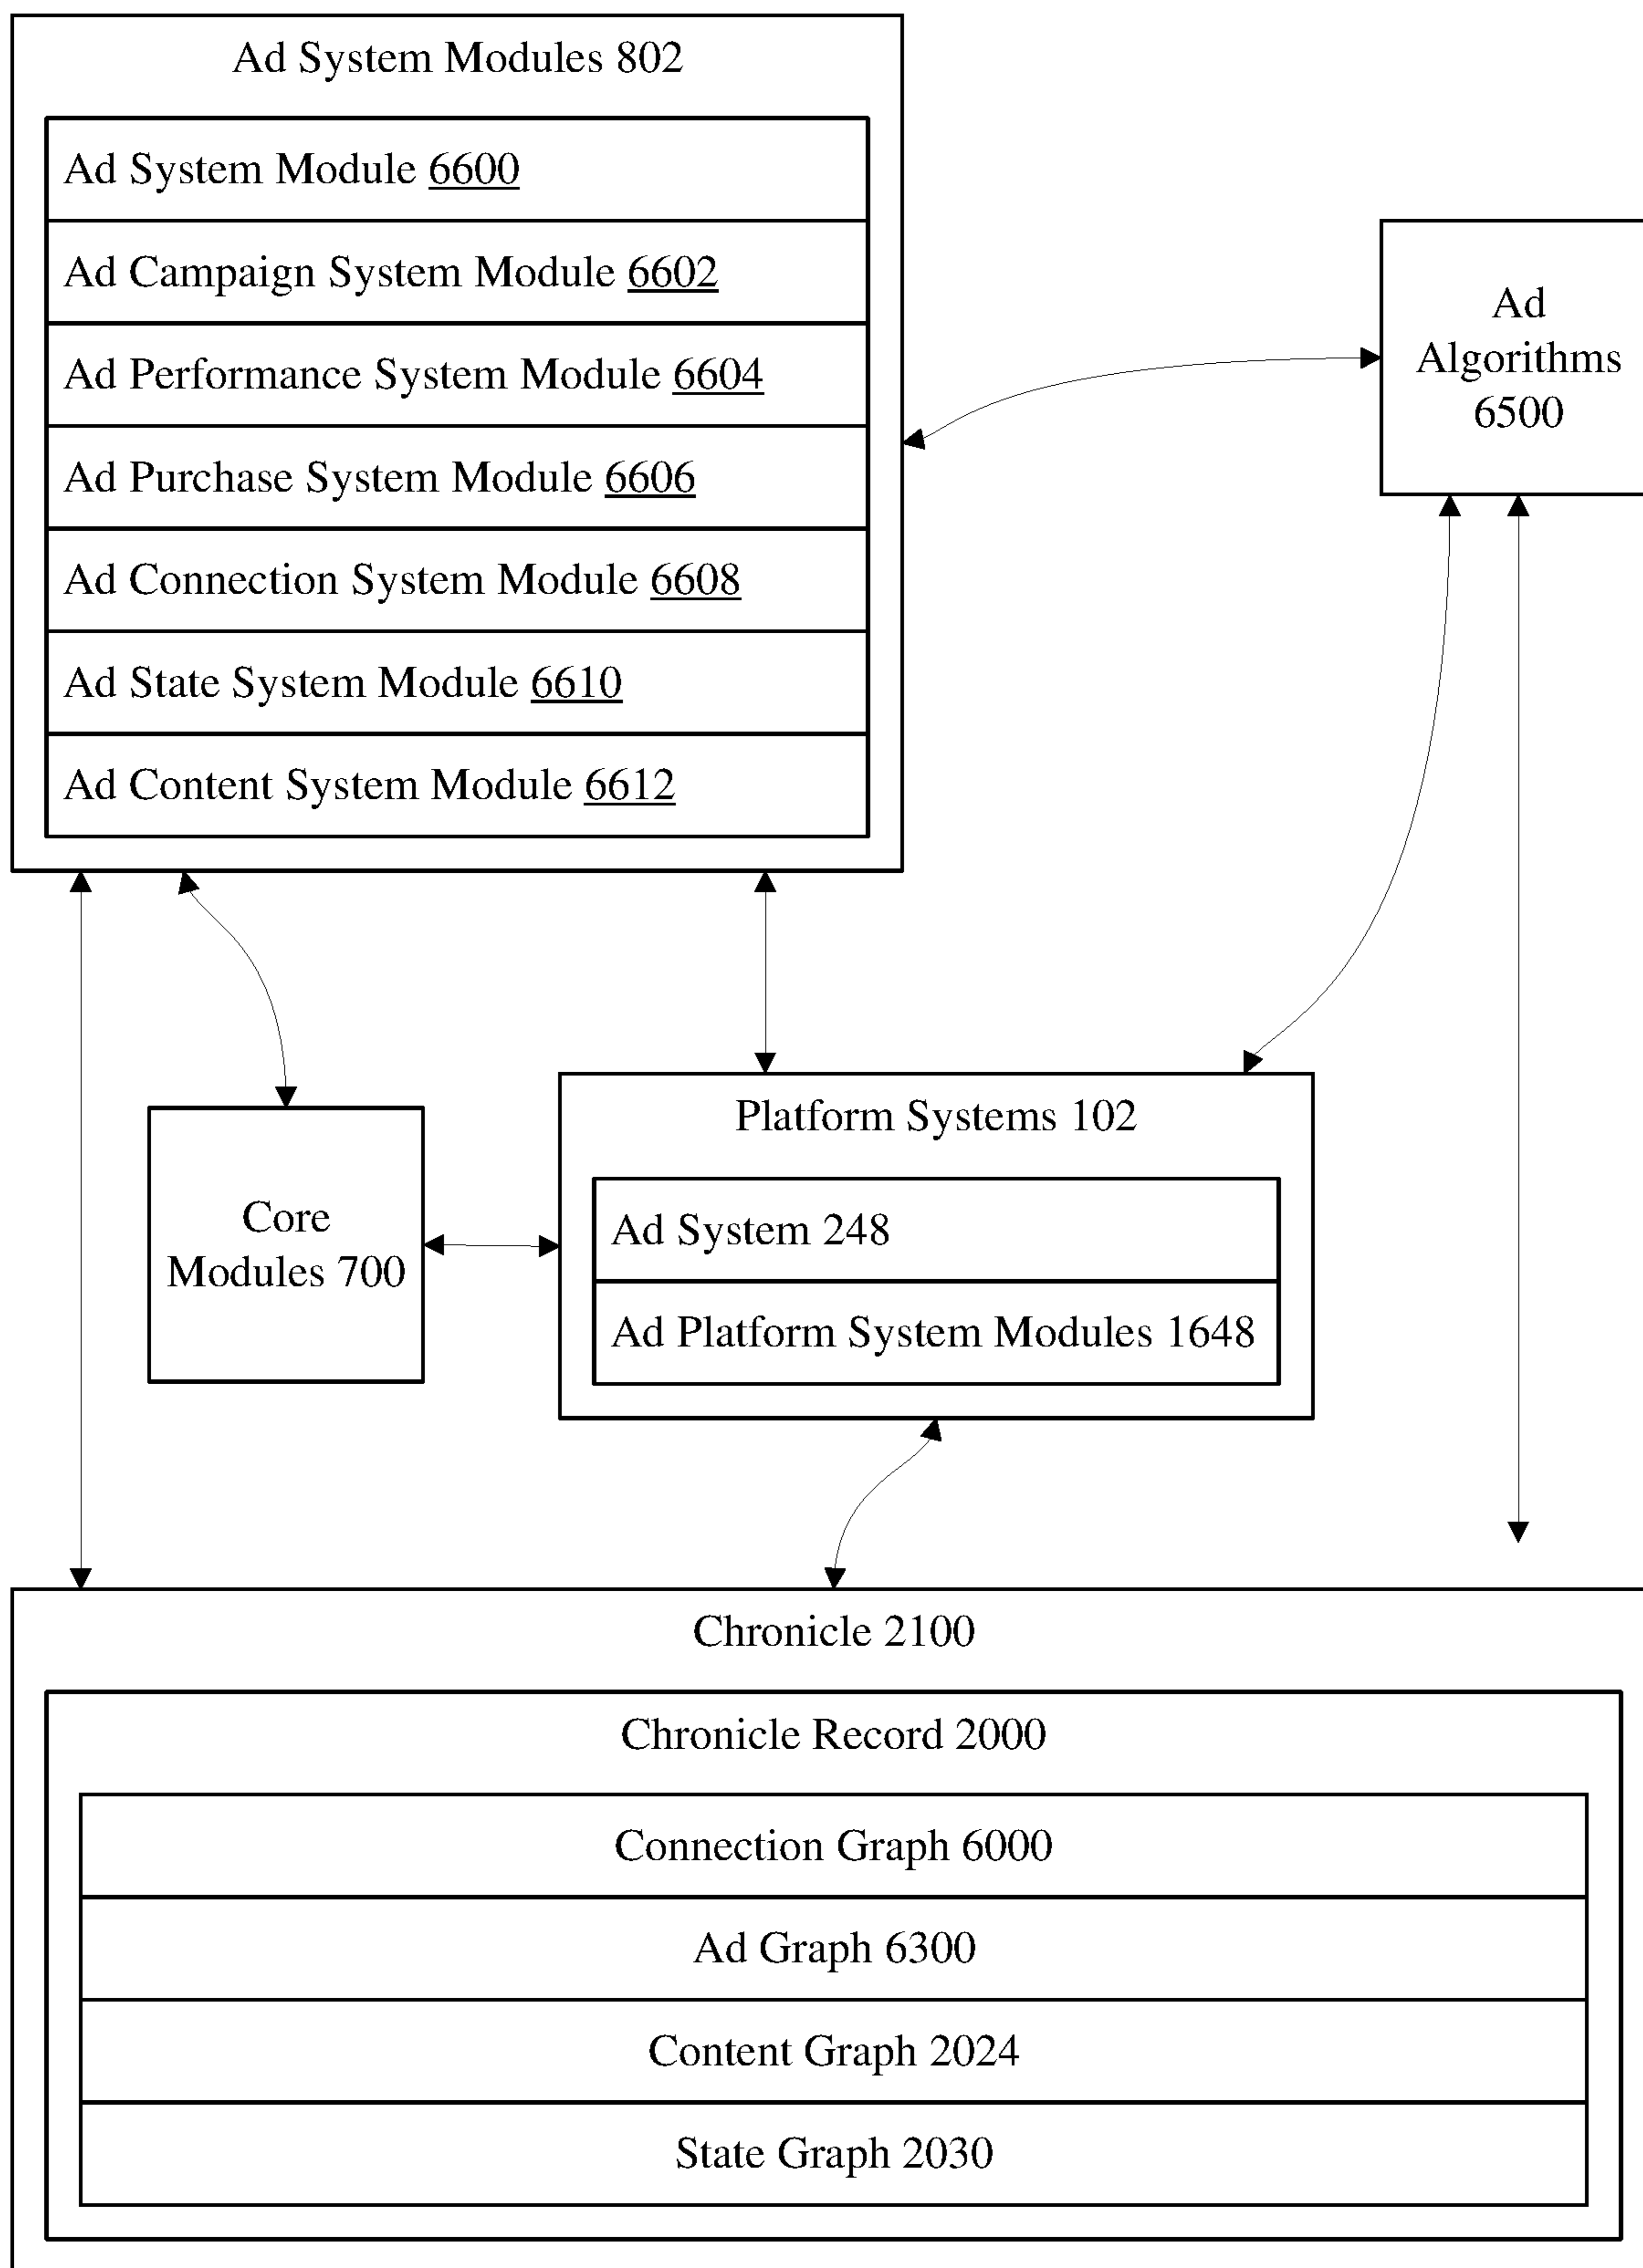 Ad System Modules 802
Ad System Module 6600
Ad Campaign System Module 6602
Ad Performance System Module 6604
Ad Purchase System Module 6606
Ad Connection System Module 6608
Ad State System Module 6610
Ad Content System Module 6612
Ad
Algorithms
6500
Platform Systems 102
Ad System 248
Ad Platform System Modules 1648
Core
Modules 700
Chronicle 2100
Chronicle Record 2000
Connection Graph 6000
Ad Graph 6300
Content Graph 2024
State Graph 2030